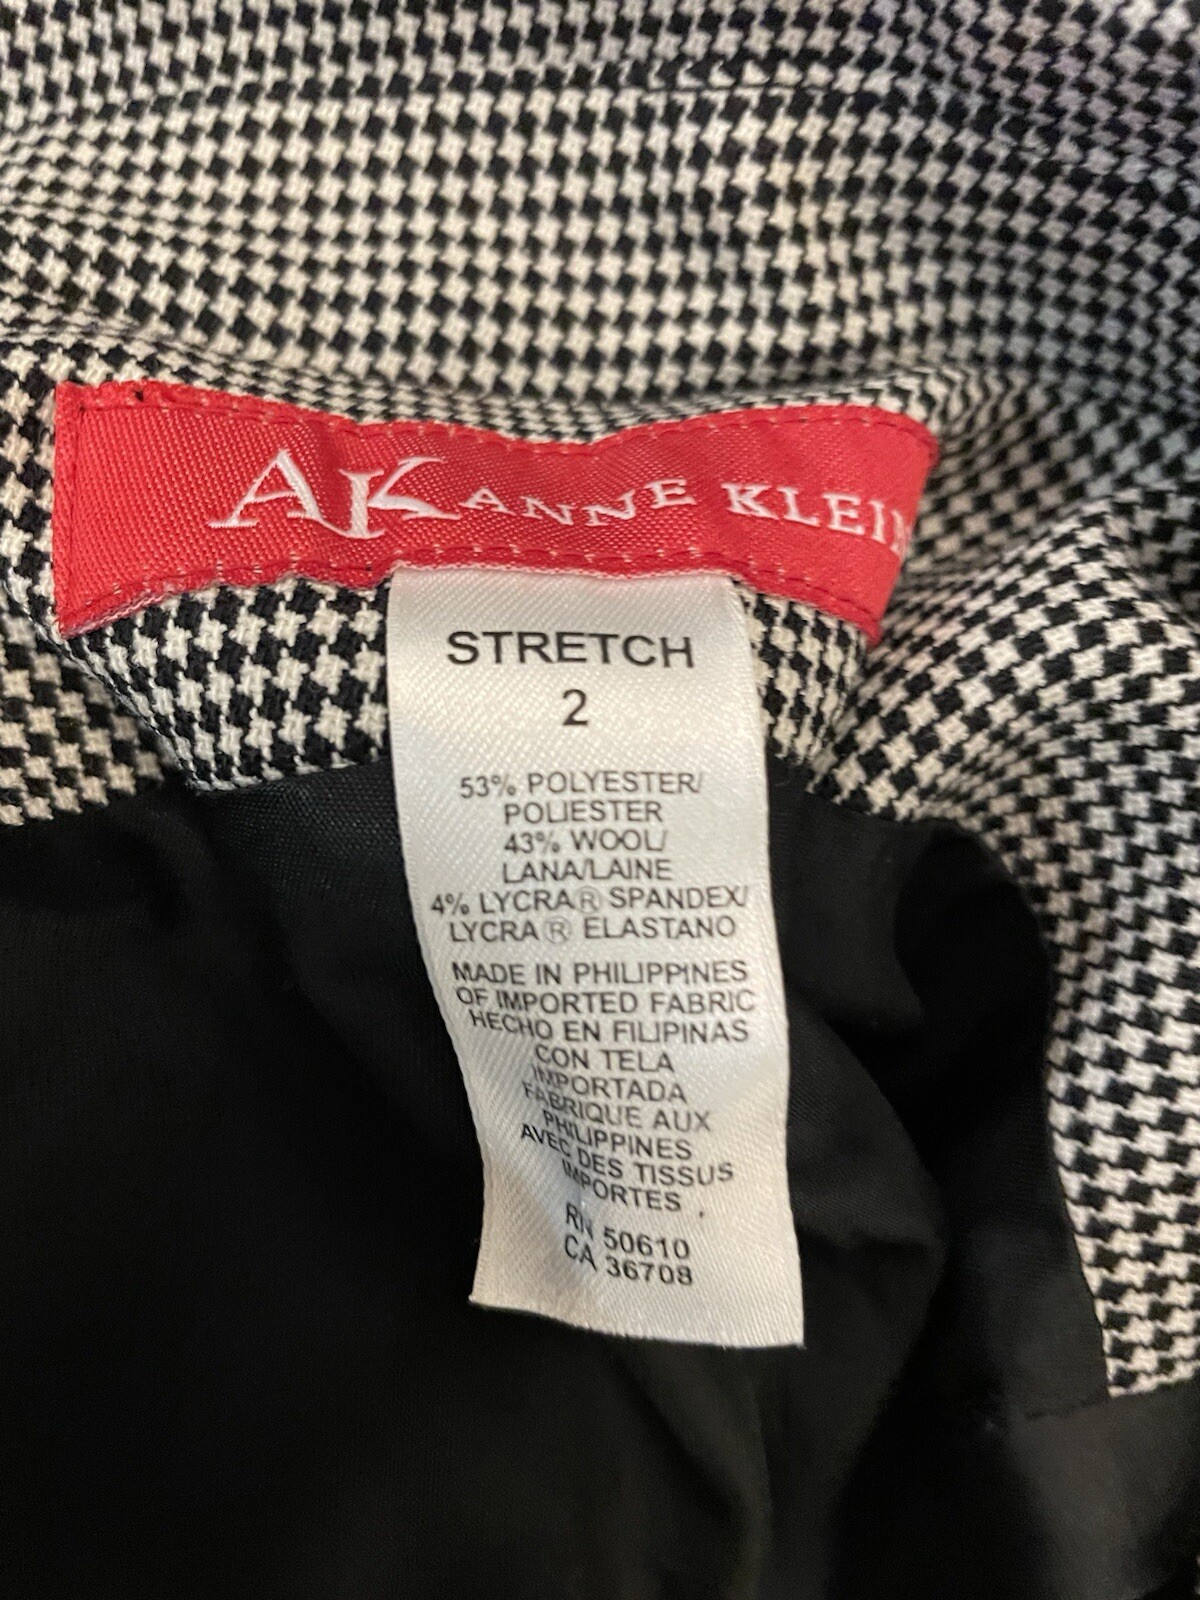 AK ANNE KLEIN
STRETCH
2
53% POLYESTER/
POLIESTER
43% WOOL/
LANA/LAINE
4% LYCRA® SPANDEX/
LYCRA® ELASTANO
MADE IN PHILIPPINES
OF IMPORTED FABRIC
HECHO EN FILIPINAS
CON TELA
IMPORTADA
FABRIQUE AUX
PHILIPPINES
AVEC DES TISSUS
IMPORTES
RN 50610
CA 36708